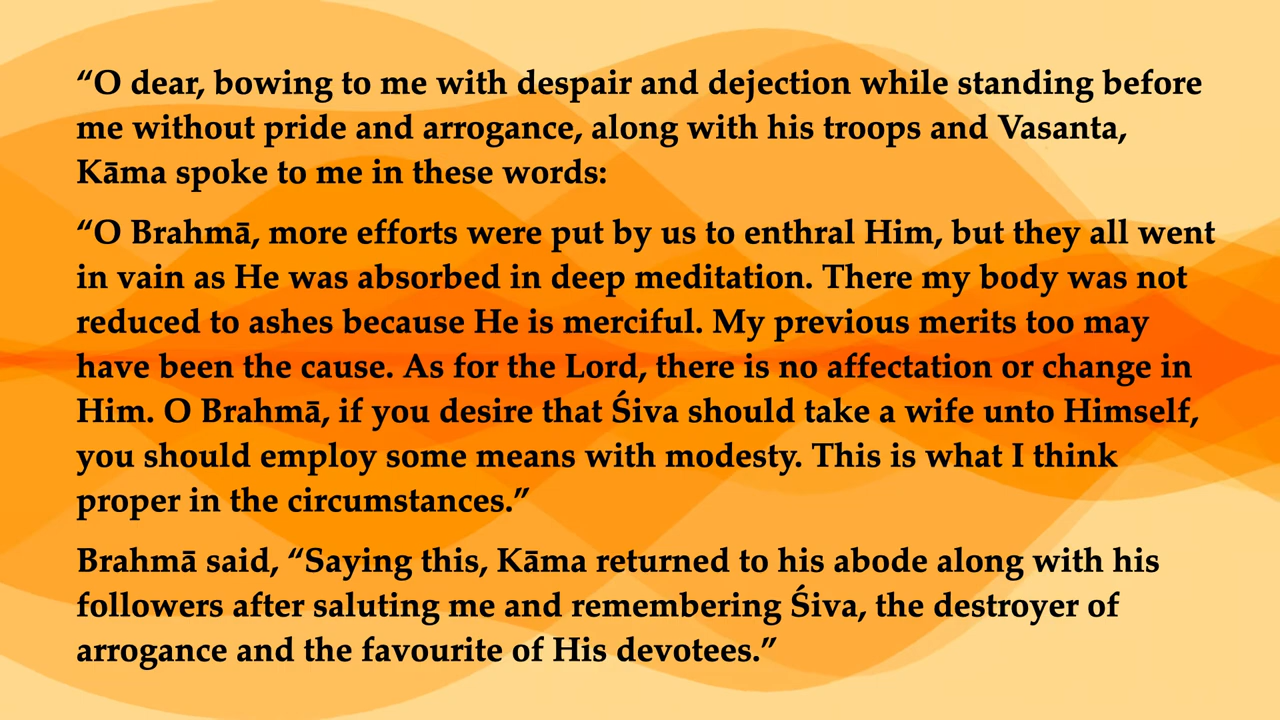 “O dear, bowing to me with despair and dejection while standing before
me without pride and arrogance, along with his troops and Vasanta,
Kāma spoke to me in these words:
“O Brahmā, more efforts were put by us to enthral Him, but they all went
in vain as He was absorbed in deep meditation. There my body was not
reduced to ashes because He is merciful. My previous merits too may
have been the cause. As for the Lord, there is no affectation or change in
Him. O Brahmā, if you desire that Śiva should take a wife unto Himself,
you should employ some means with modesty. This is what I think
proper in the circumstances.”
Brahmā said, “Saying this, Kāma returned to his abode along with his
followers after saluting me and remembering Śiva, the destroyer of
arrogance and the favourite of His devotees.”